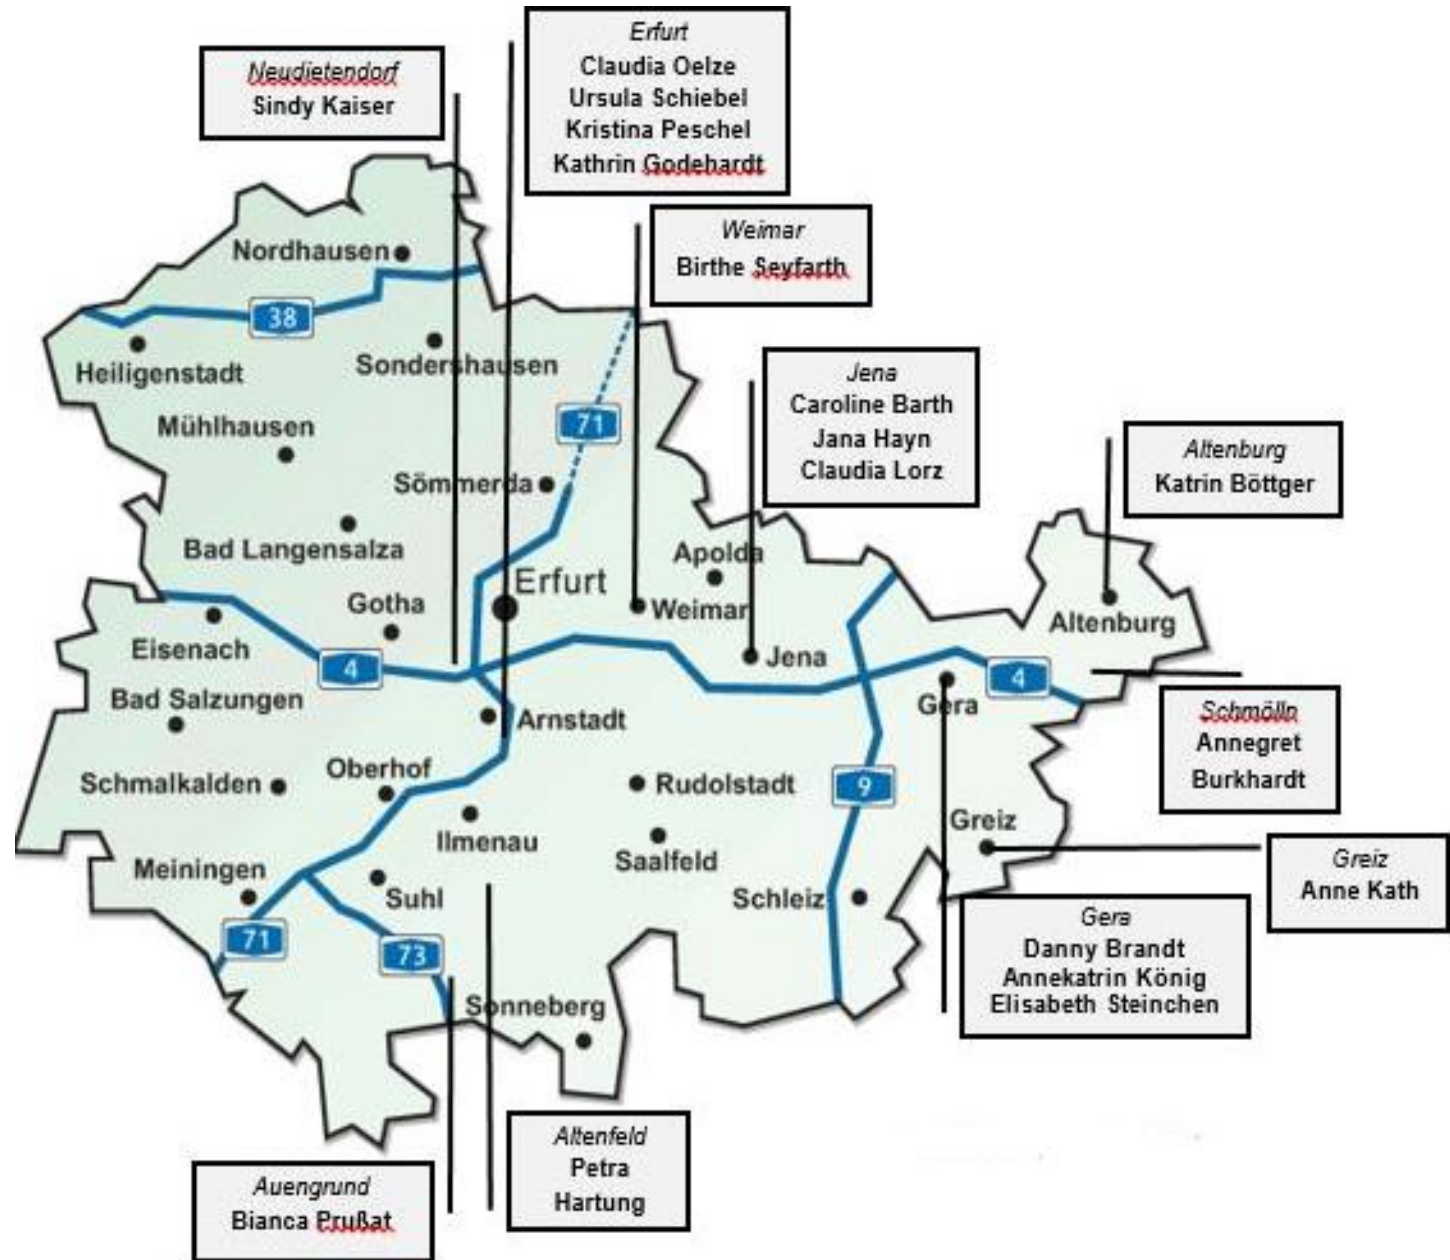 Erfurt
Claudia Oelze
Ursula Schiebel
Kristina Peschel
Kathrin Godehardt
Neudietendorf
Sindy Kaiser
Weimar
Birthe Seyfarth
Nordhausen
38
Heiligenstadt
Sondershausen
Jena
Caroline Barth
Jana Hayn
Claudia Lorz
Mühlhausen
71
Altenburg
Katrin Böttger
Sömmerda
Bad Langensalza
Apolda
Erfurt
Gotha
Weimar
Altenburg
Eisenach
Jena
4
4
Bad Salzungen
Gera
Arnstadt
Schmölln
Annegret
Burkhardt
Oberhof
Schmalkalden
Rudolstadt
9
Ilmenau
Greiz
Saalfeld
Meiningen
Suhl
Schleiz
Greiz
Anne Kath
71
73
Gera
Danny Brandt
Annekatrin König
Elisabeth Steinchen
Sonneberg
Altenfeld
Petra
Hartung
Auengrund
Bianca Prußat